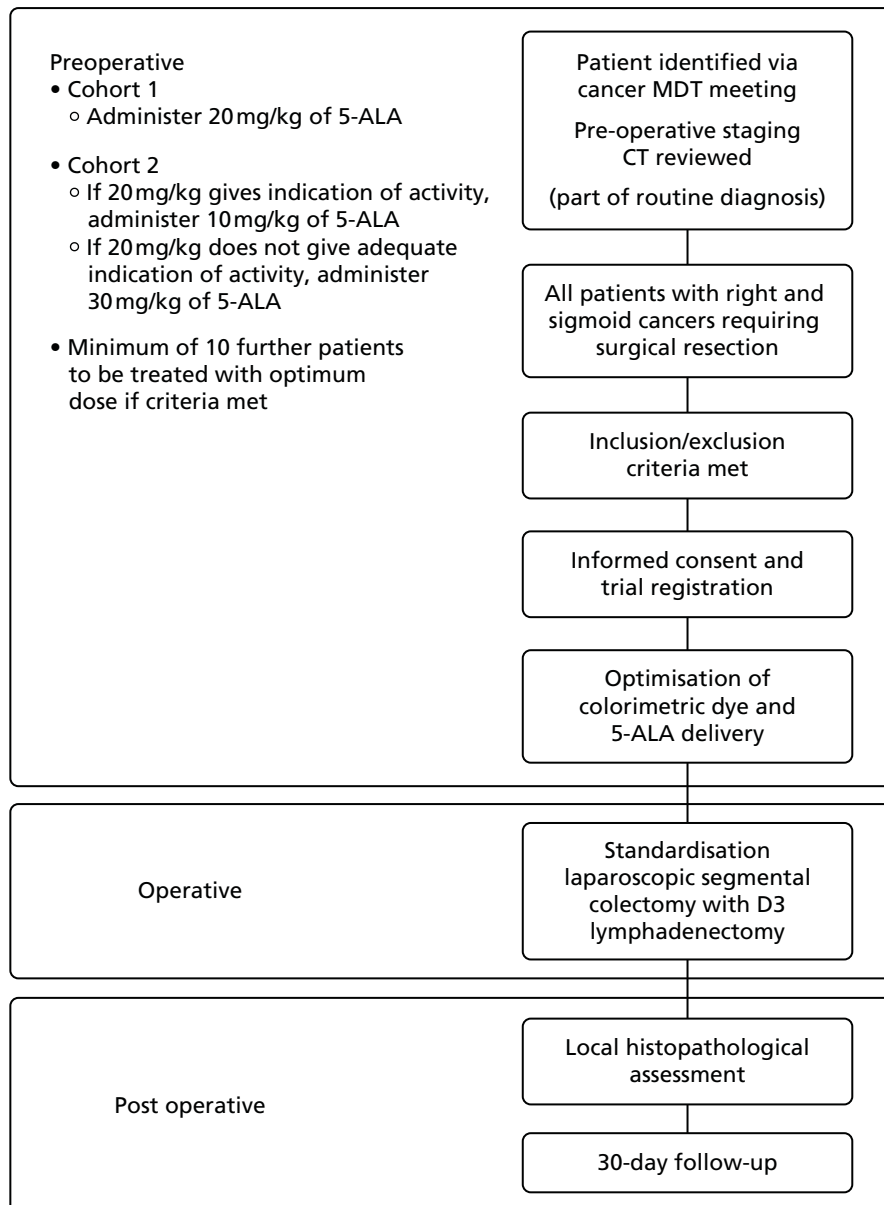 Preoperative
• Cohort 1
○ Administer 20 mg/kg of 5-ALA
• Cohort 2
○ If 20 mg/kg gives indication of activity,
administer 10 mg/kg of 5-ALA
○ If 20 mg/kg does not give adequate
indication of activity, administer
30 mg/kg of 5-ALA
• Minimum of 10 further patients
to be treated with optimum
dose if criteria met
Patient identified via
cancer MDT meeting
Pre-operative staging
CT reviewed
(part of routine diagnosis)
All patients with right and
sigmoid cancers requiring
surgical resection
Inclusion/exclusion
criteria met
Informed consent and
trial registration
Optimisation of
colorimetric dye and
5-ALA delivery
Operative
Standardisation
laparoscopic segmental
colectomy with D3
lymphadenectomy
Post operative
Local histopathological
assessment
30-day follow-up